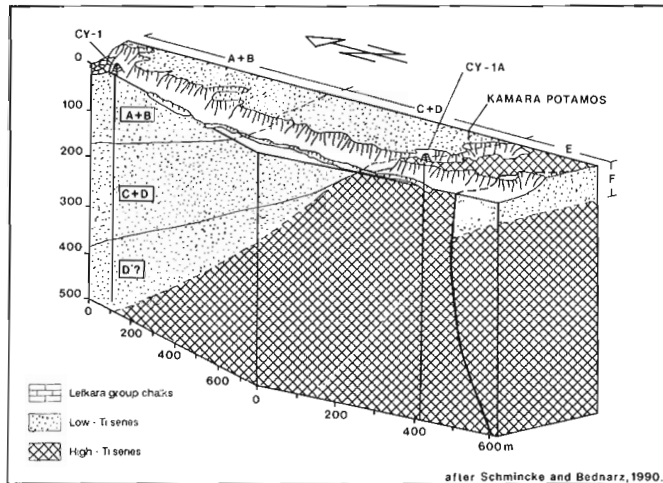 CY-1
A+B
C+D
CY-1A
KAMARA POTAMOS
E
F
0
100
200
300
400
500
A+B
C+D
D'?
0
200
400
600
0
200
400
600m
Lefkara group chalks
Low-Ti series
High-Ti series
after Schmincke and Bednarz,1990.